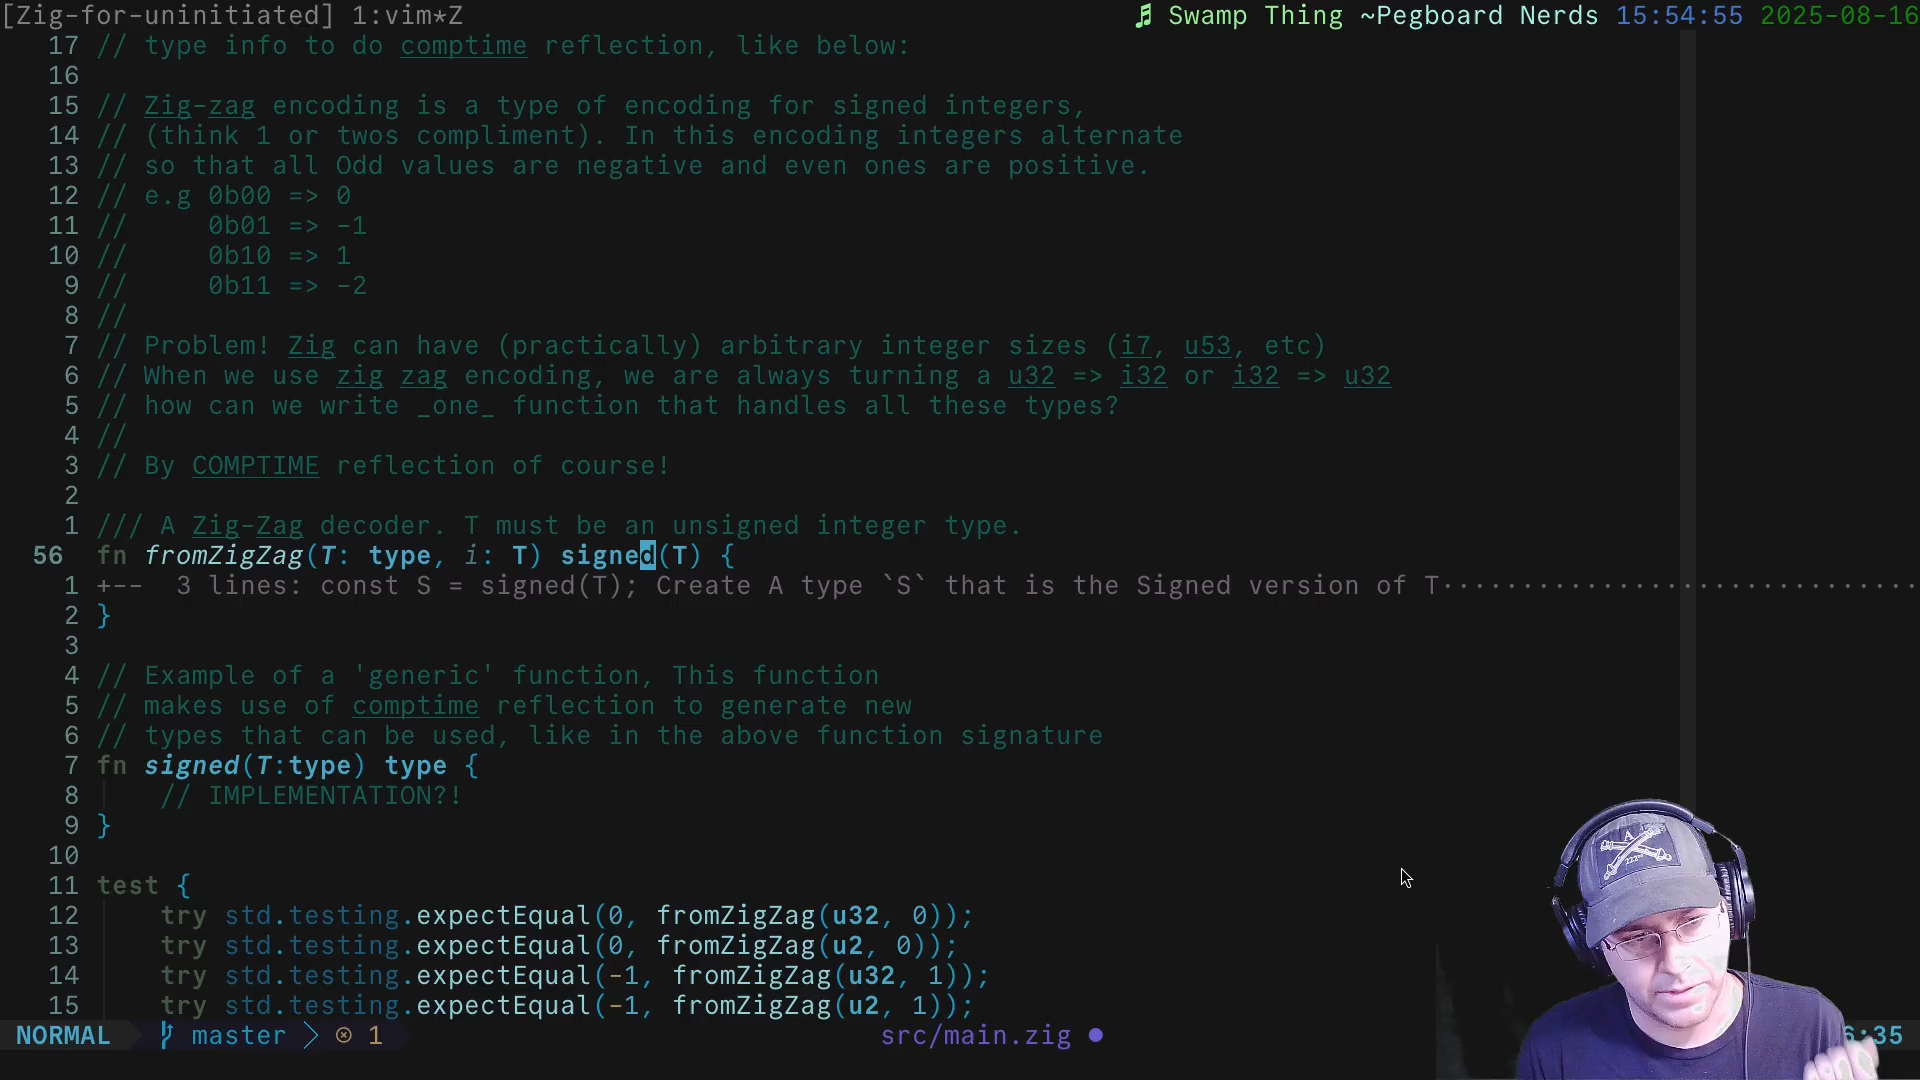 [Zig-for-uninitiated] 1:vim*Z ♬ Swamp Thing ~Pegboard Nerds 15:54:55 2025-08-16
17 // type info to do comptime reflection, like below:
16
15 // Zig-zag encoding is a type of encoding for signed integers,
14 // (think 1 or twos compliment). In this encoding integers alternate
13 // so that all Odd values are negative and even ones are positive.
12 // e.g 0b00 => 0
11 //     0b01 => -1
10 //     0b10 => 1
9 //     0b11 => -2
8 //
7 // Problem! Zig can have (practically) arbitrary integer sizes (i7, u53, etc)
6 // When we use zig zag encoding, we are always turning a u32 => i32 or i32 => u32
5 // how can we write _one_ function that handles all these types?
4 //
3 // By COMPTIME reflection of course!
2
1 /// A Zig-Zag decoder. T must be an unsigned integer type.
56 fn fromZigZag(T: type, i: T) signed(T) {
1 +-- 3 lines: const S = signed(T); Create A type `S` that is the Signed version of T······························
2 }
3
4 // Example of a 'generic' function, This function
5 // makes use of comptime reflection to generate new
6 // types that can be used, like in the above function signature
7 fn signed(T:type) type {
8     // IMPLEMENTATION?!
9 }
10
11 test {
12     try std.testing.expectEqual(0, fromZigZag(u32, 0));
13     try std.testing.expectEqual(0, fromZigZag(u2, 0));
14     try std.testing.expectEqual(-1, fromZigZag(u32, 1));
15     try std.testing.expectEqual(-1, fromZigZag(u2, 1));
NORMAL master > ⊗ 1 src/main.zig ● 6:35